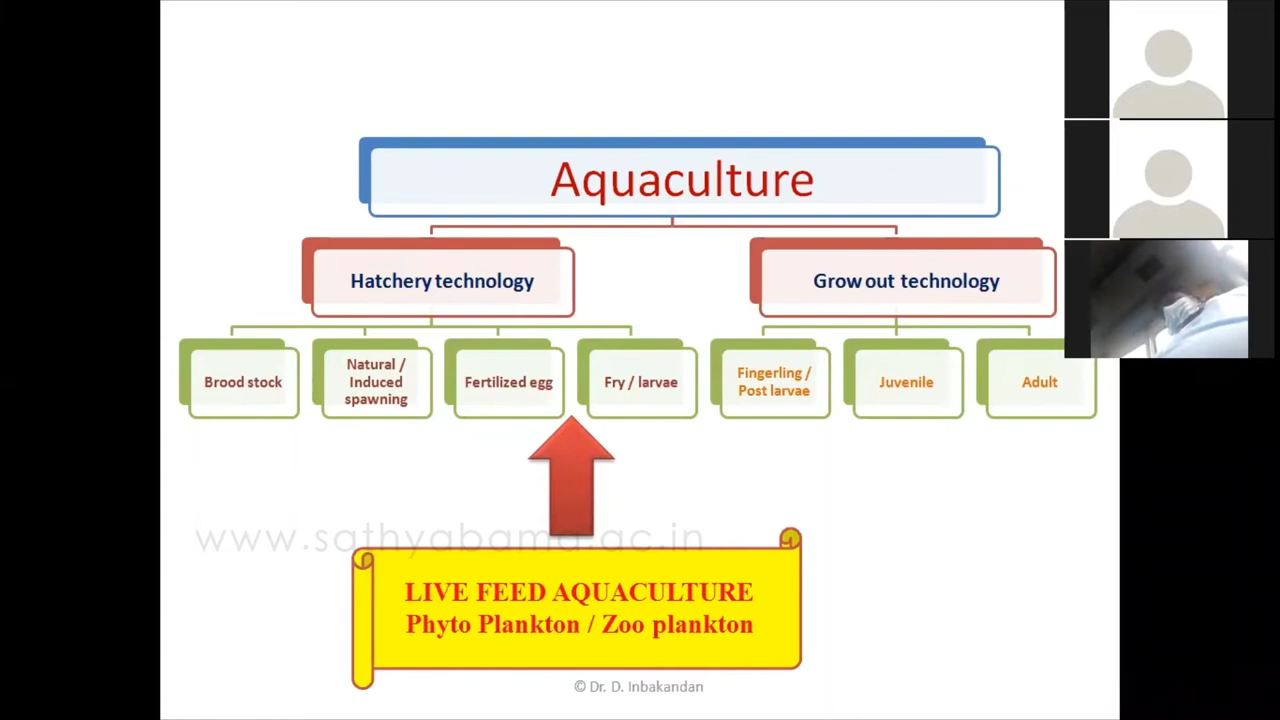 Aquaculture
Hatchery technology
Grow out technology
Brood stock
Natural /
Induced
spawning
Fertilized egg
Fry / larvae
Fingerling /
Post larvae
Juvenile
Adult
www.sathyabama.ac.in
LIVE FEED AQUACULTURE
Phyto Plankton / Zoo plankton
© Dr. D. Inbakandan